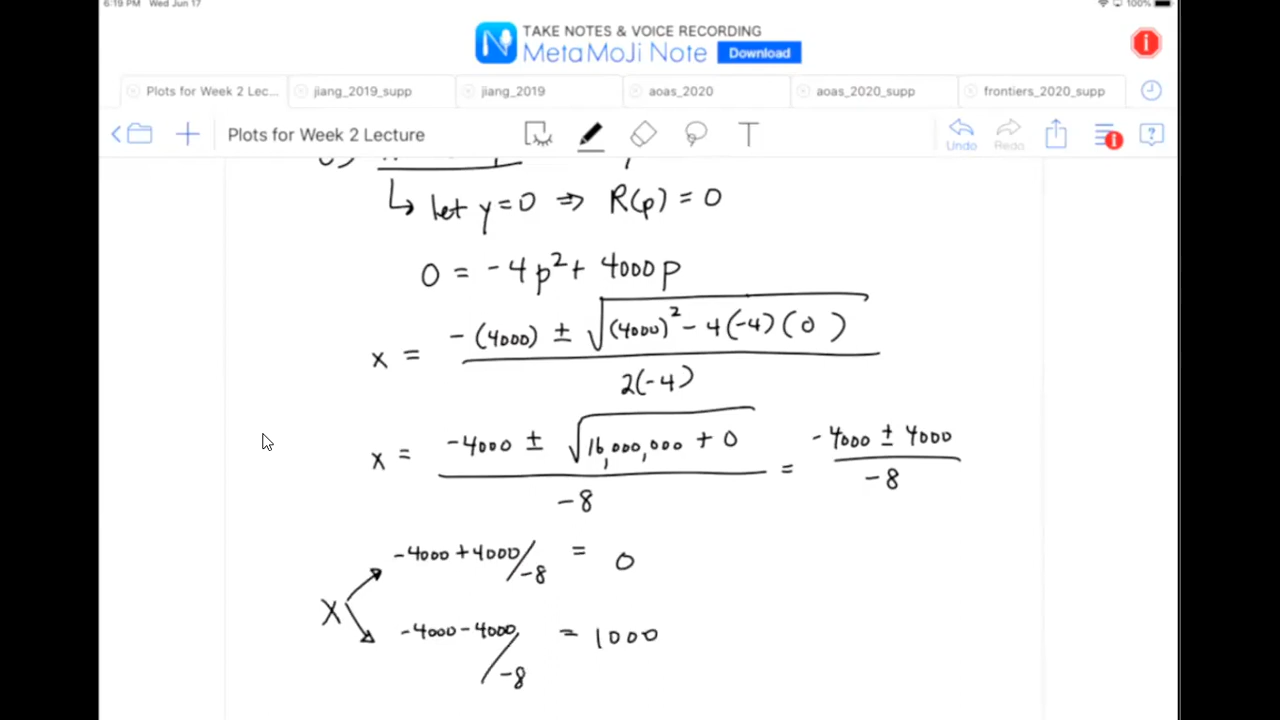 6:19 PM Wed Jun 17 100%
TAKE NOTES & VOICE RECORDING
MetaMoJi Note Download
Plots for Week 2 Lec... jiang_2019_supp jiang_2019 aoas_2020 aoas_2020_supp frontiers_2020_supp
Plots for Week 2 Lecture T Undo Redo
let y=0 ⇒ R(p) = 0
0 = -4p² + 4000p
x = -(4000) ± √((4000)² - 4(-4)(0)) / 2(-4)
x = -4000 ± √(16,000,000 + 0) / -8 = -4000 ± 4000 / -8
-4000 + 4000/-8 = 0
X
-4000 - 4000/-8 = 1000